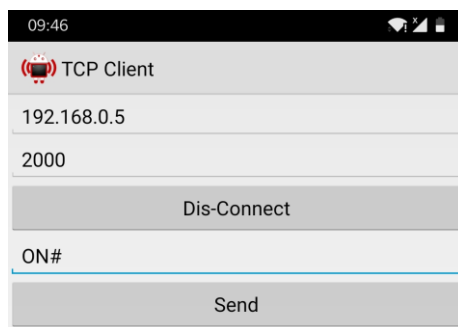 09:46
TCP Client
192.168.0.5
2000
Dis-Connect
ON#
Send